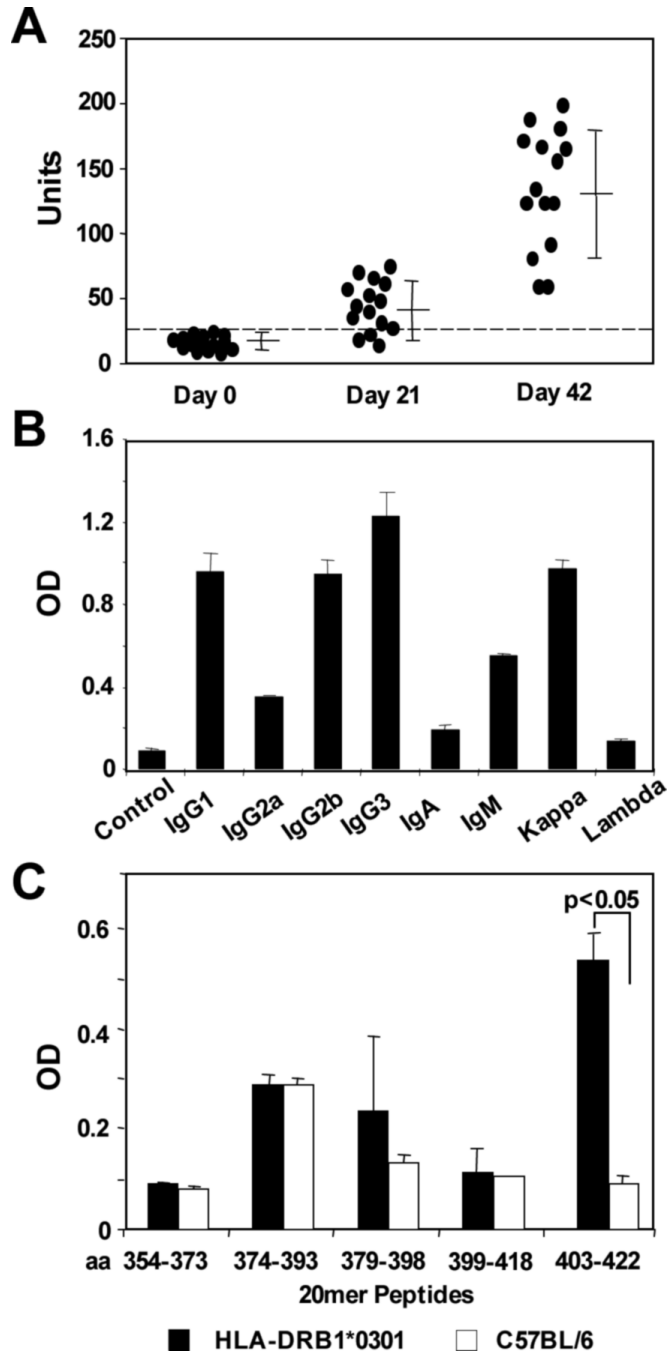 A
250
200
150
100
50
0
Units
Day 0 Day 21 Day 42
B
1.6
1.2
0.8
0.4
0
OD
Control IgG1 IgG2a IgG2b IgG3 IgA IgM Kappa Lambda
C
p<0.05
0.6
0.4
0.2
0
OD
aa 354-373 374-393 379-398 399-418 403-422
20mer Peptides
HLA-DRB1*0301 C57BL/6